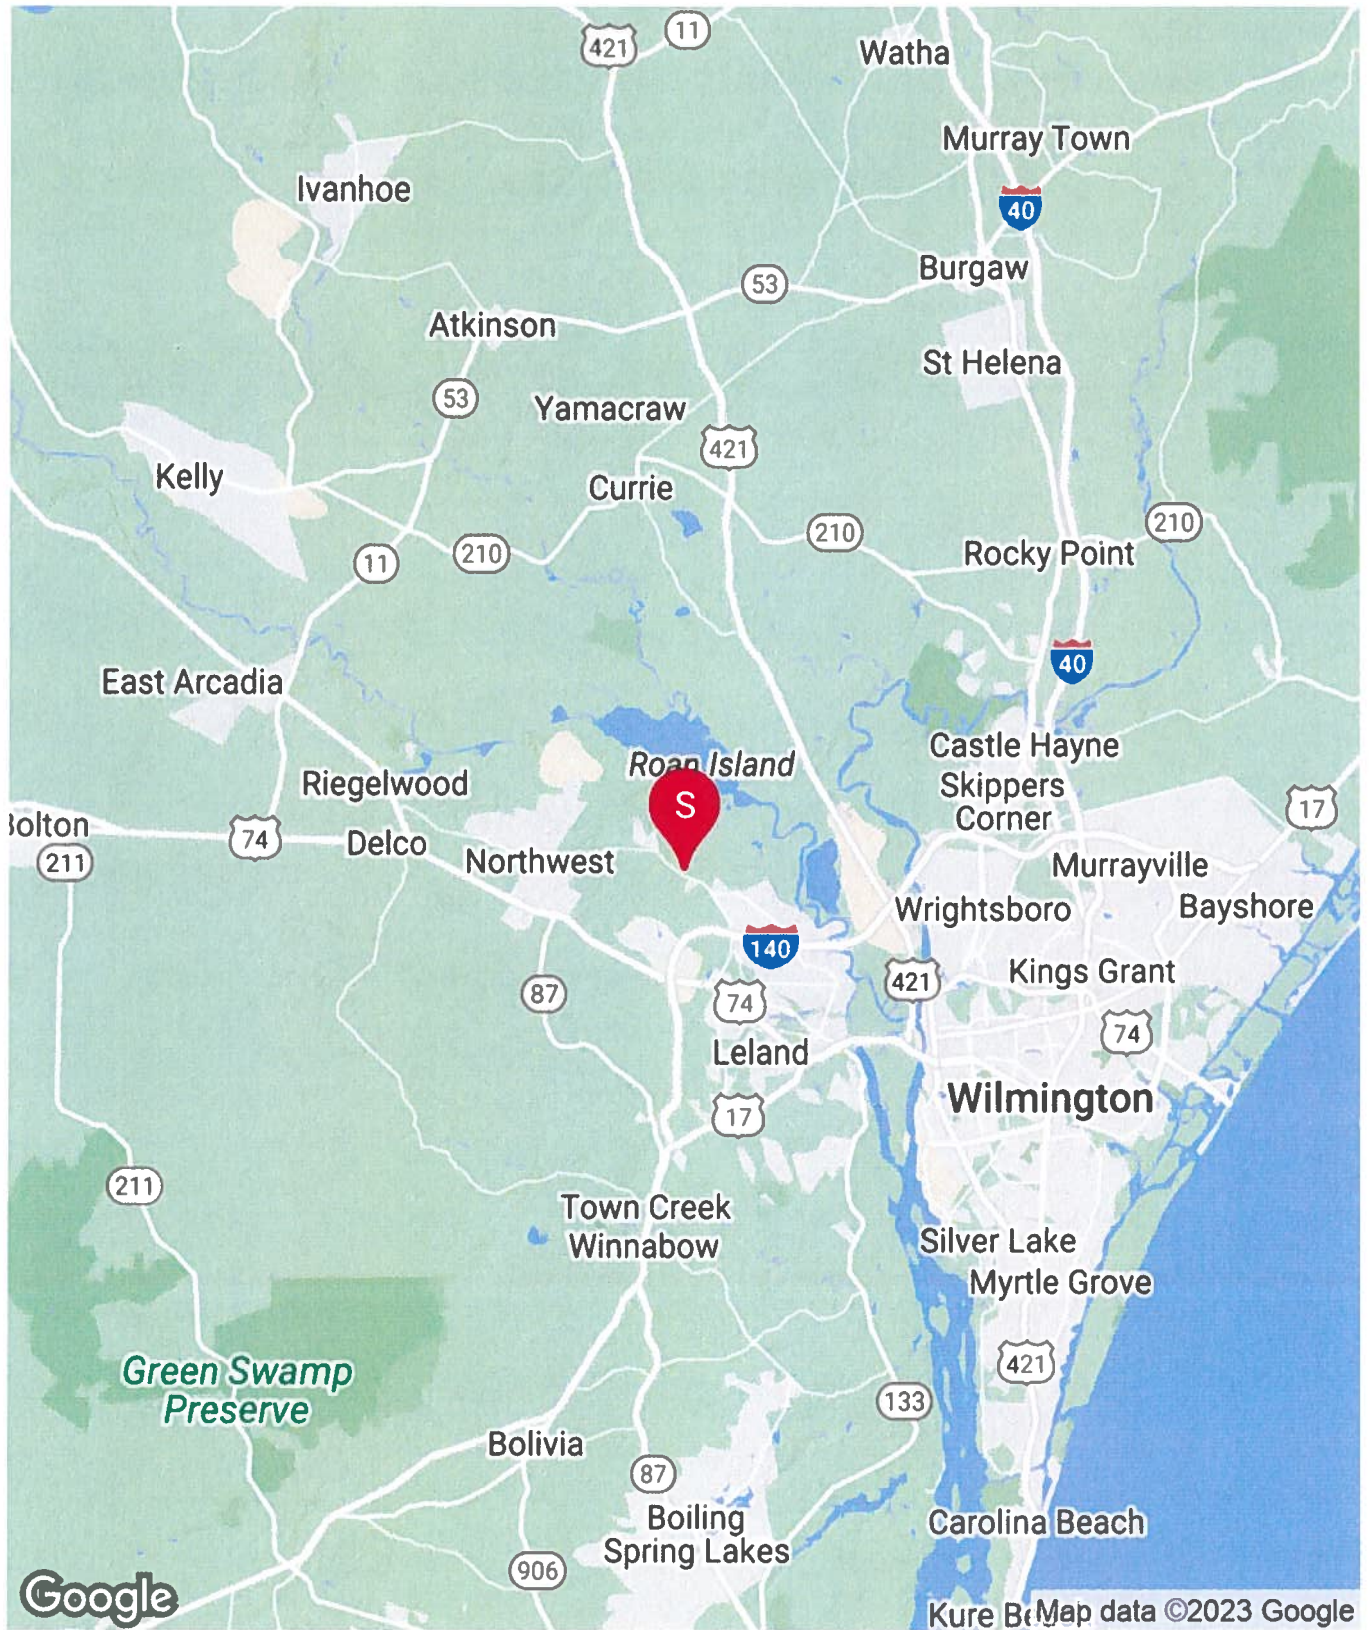 421
11
Watha
Murray Town
Ivanhoe
40
Burgaw
53
Atkinson
St Helena
53
Yamacraw
421
Kelly
Currie
210
210
11
210
Rocky Point
40
East Arcadia
Castle Hayne
Roan Island
Riegelwood
Skippers
Corner
S
17
Bolton
74
Delco
211
Northwest
Murrayville
Wrightsboro
Bayshore
140
87
74
421
Kings Grant
74
Leland
Wilmington
17
211
Town Creek
Winnabow
Silver Lake
Myrtle Grove
421
Green Swamp
Preserve
133
Bolivia
87
Boiling
Spring Lakes
Carolina Beach
906
Google
Kure Be
Map data ©2023 Google